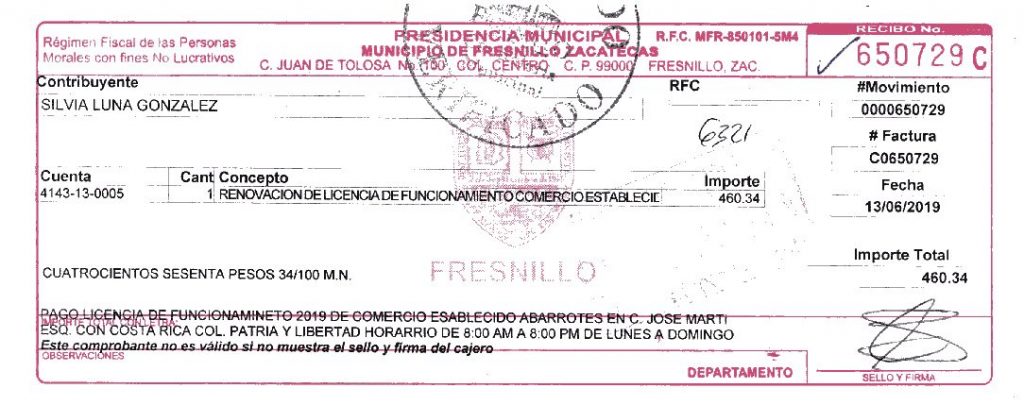 Régimen Fiscal de las Personas
Morales con fines No Lucrativos
PRESIDENCIA MUNICIPAL
MUNICIPIO DE FRESNILLO ZACATECAS
C. JUAN DE TOLOSA No. 100 COL. CENTRO C. P. 99000 FRESNILLO, ZAC.
R.F.C. MFR-850101-5M4
RECIBO No.
650729 C
Contribuyente
RFC
#Movimiento
SILVIA LUNA GONZALEZ
0000650729
6321
# Factura
C0650729
Cuenta Cant Concepto Importe
Fecha
4143-13-0005 1 RENOVACION DE LICENCIA DE FUNCIONAMIENTO COMERCIO ESTABLECIE 460.34
13/06/2019
Importe Total
460.34
CUATROCIENTOS SESENTA PESOS 34/100 M.N.
FRESNILLO
PAGO LICENCIA DE FUNCIONAMINETO 2019 DE COMERCIO ESABLECIDO ABARROTES EN C. JOSE MARTI
IMPORTE TOTAL CON LETRA:
ESQ. CON COSTA RICA COL. PATRIA Y LIBERTAD HORARRIO DE 8:00 AM A 8:00 PM DE LUNES A DOMINGO
Este comprobante no es válido si no muestra el sello y firma del cajero
OBSERVACIONES
DEPARTAMENTO
SELLO Y FIRMA